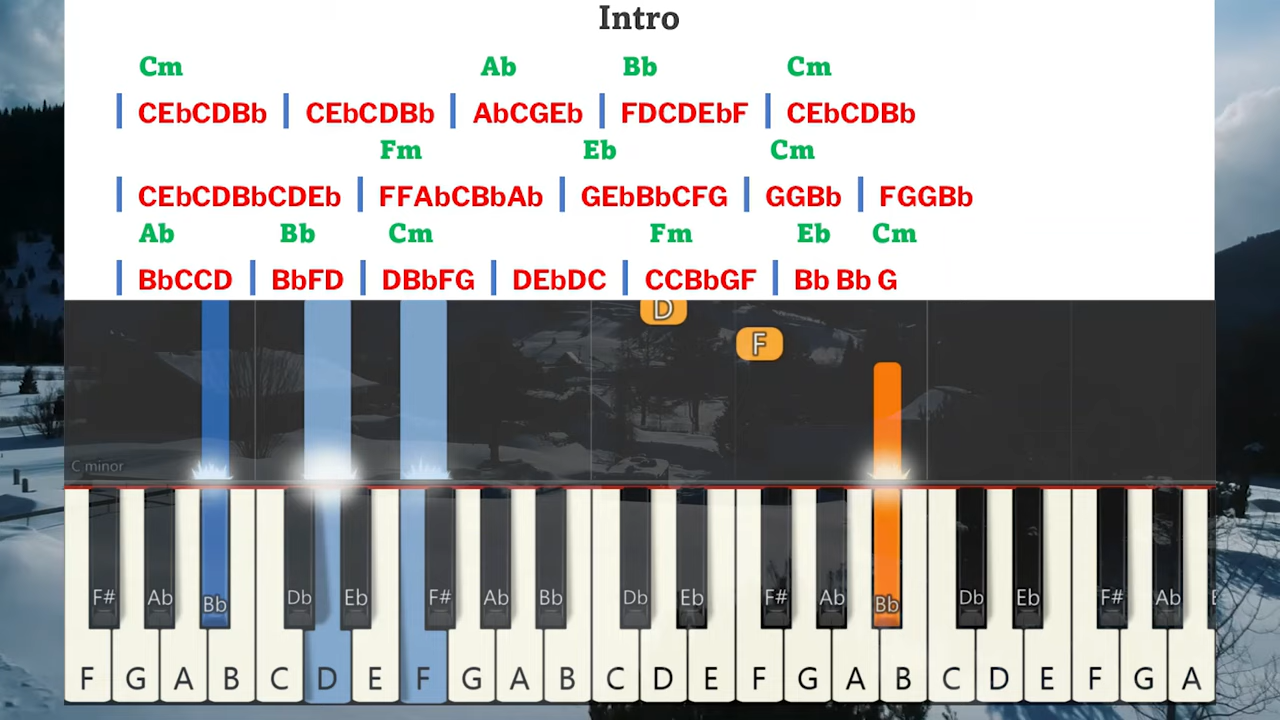 Intro
Cm Ab Bb Cm
| CEbCDBb | CEbCDBb | AbCGEb | FDCDEbF | CEbCDBb
Fm Eb Cm
| CEbCDBbCDEb | FFAbCBbAb | GEbBbCFG | GGBb | FGGBb
Ab Bb Cm Fm Eb Cm
| BbCCD | BbFD | DBbFG | DEbDC | CCBbGF | Bb Bb G
D
F
C minor
F# Ab Bb Db Eb F# Ab Bb Db Eb F# Ab Bb Db Eb F# Ab
F G A B C D E F G A B C D E F G A B C D E F G A